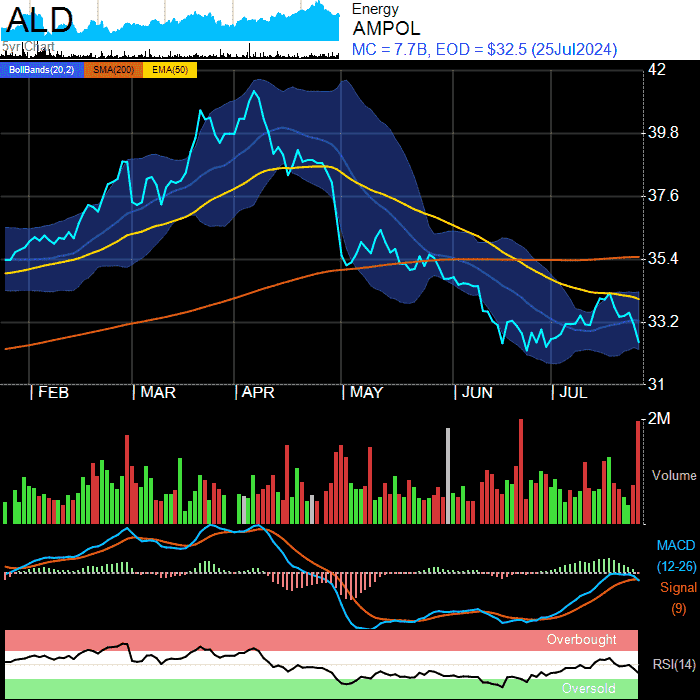 ALD
5yr Chart
Energy
AMPOL
MC = 7.7B, EOD = $32.5 (25Jul2024)
BollBands(20,2) SMA(200) EMA(50)
42
39.8
37.6
35.4
33.2
31
FEB MAR APR MAY JUN JUL
2M
Volume
MACD
(12-26)
Signal
(9)
Overbought
RSI(14)
Oversold